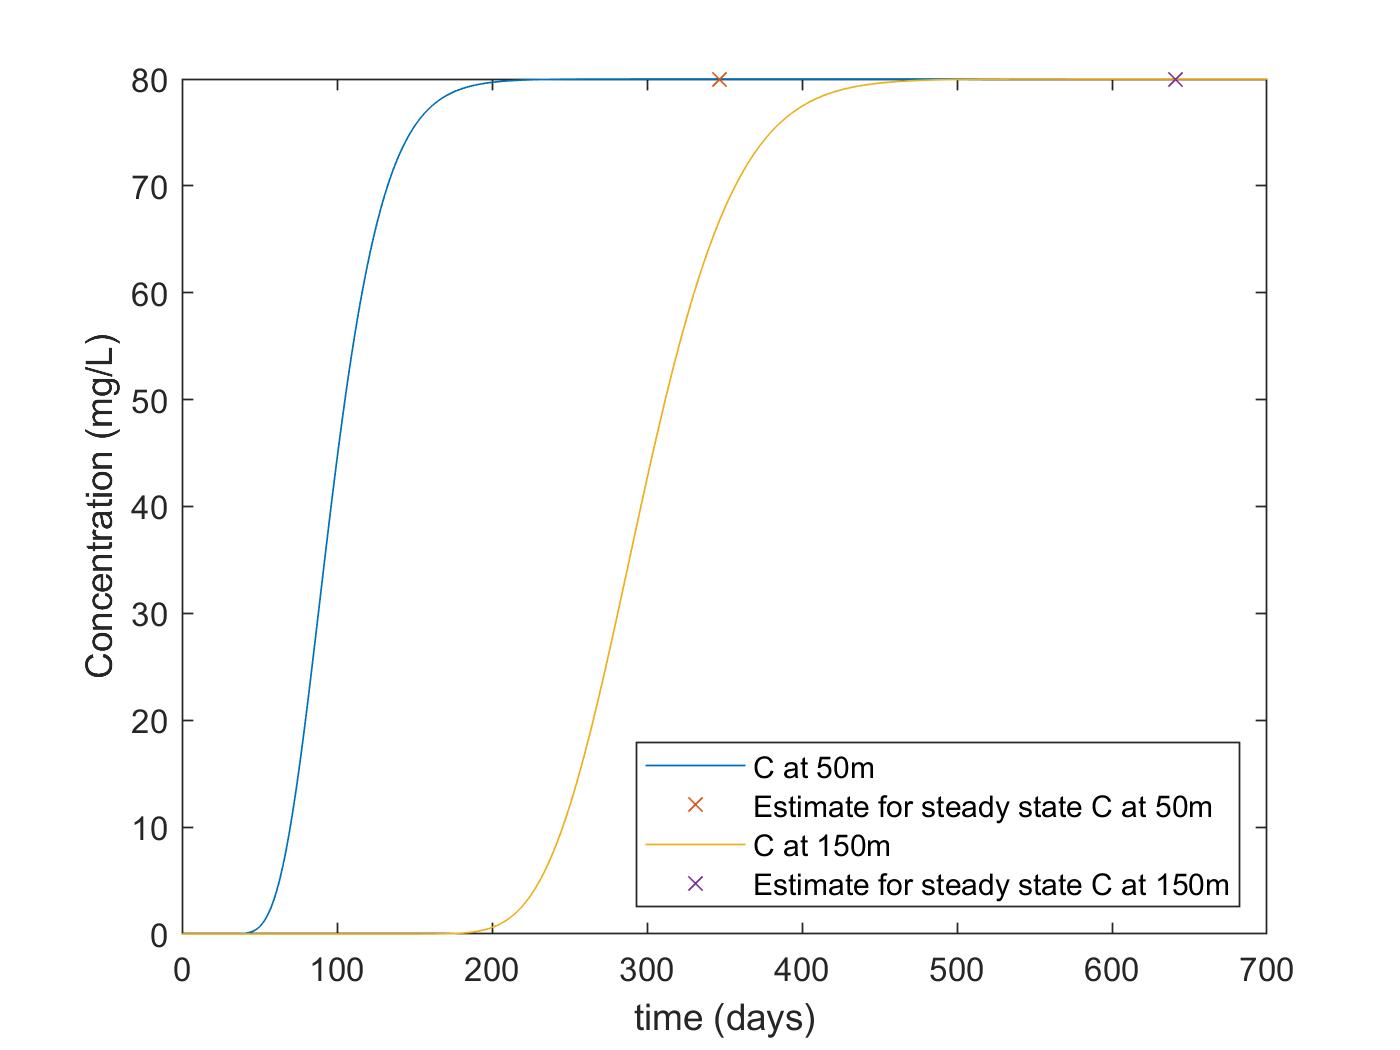 80
70
60
50
40
30
20
10
0
Concentration (mg/L)
C at 50m
Estimate for steady state C at 50m
C at 150m
Estimate for steady state C at 150m
0 100 200 300 400 500 600 700
time (days)